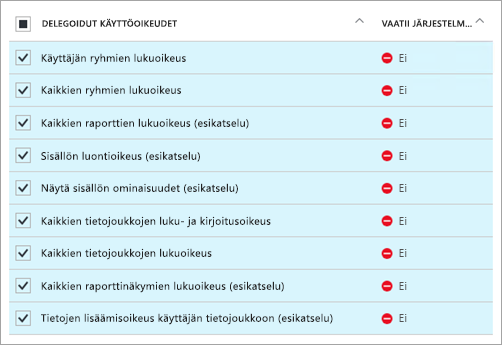 DELEGOIDUT KÄYTTÖOIKEUDET VAATII JÄRJESTELM...
Käyttäjän ryhmien lukuoikeus Ei
Kaikkien ryhmien lukuoikeus Ei
Kaikkien raporttien lukuoikeus (esikatselu) Ei
Sisällön luontioikeus (esikatselu) Ei
Näytä sisällön ominaisuudet (esikatselu) Ei
Kaikkien tietojoukkojen luku- ja kirjoitusoikeus Ei
Kaikkien tietojoukkojen lukuoikeus Ei
Kaikkien raporttinäkymien lukuoikeus (esikatselu) Ei
Tietojen lisäämisoikeus käyttäjän tietojoukkoon (esikatselu) Ei